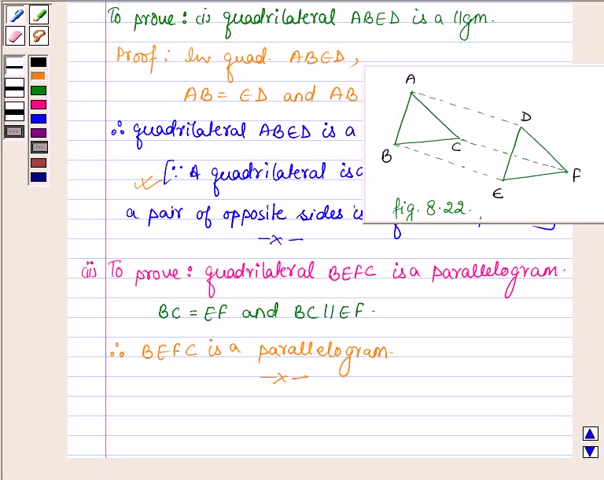 To prove: (i) quadrilateral ABED is a ||gm.
Proof: In quad. ABED,
AB = ED and AB
∴ quadrilateral ABED is a
[∵ A quadrilateral is a
a pair of opposite sides is
—x—
A
D
B
C
E
F
fig. 8.22.
(ii) To prove: quadrilateral BEFC is a parallelogram.
BC = EF and BC||EF.
∴ BEFC is a parallelogram.
—x—